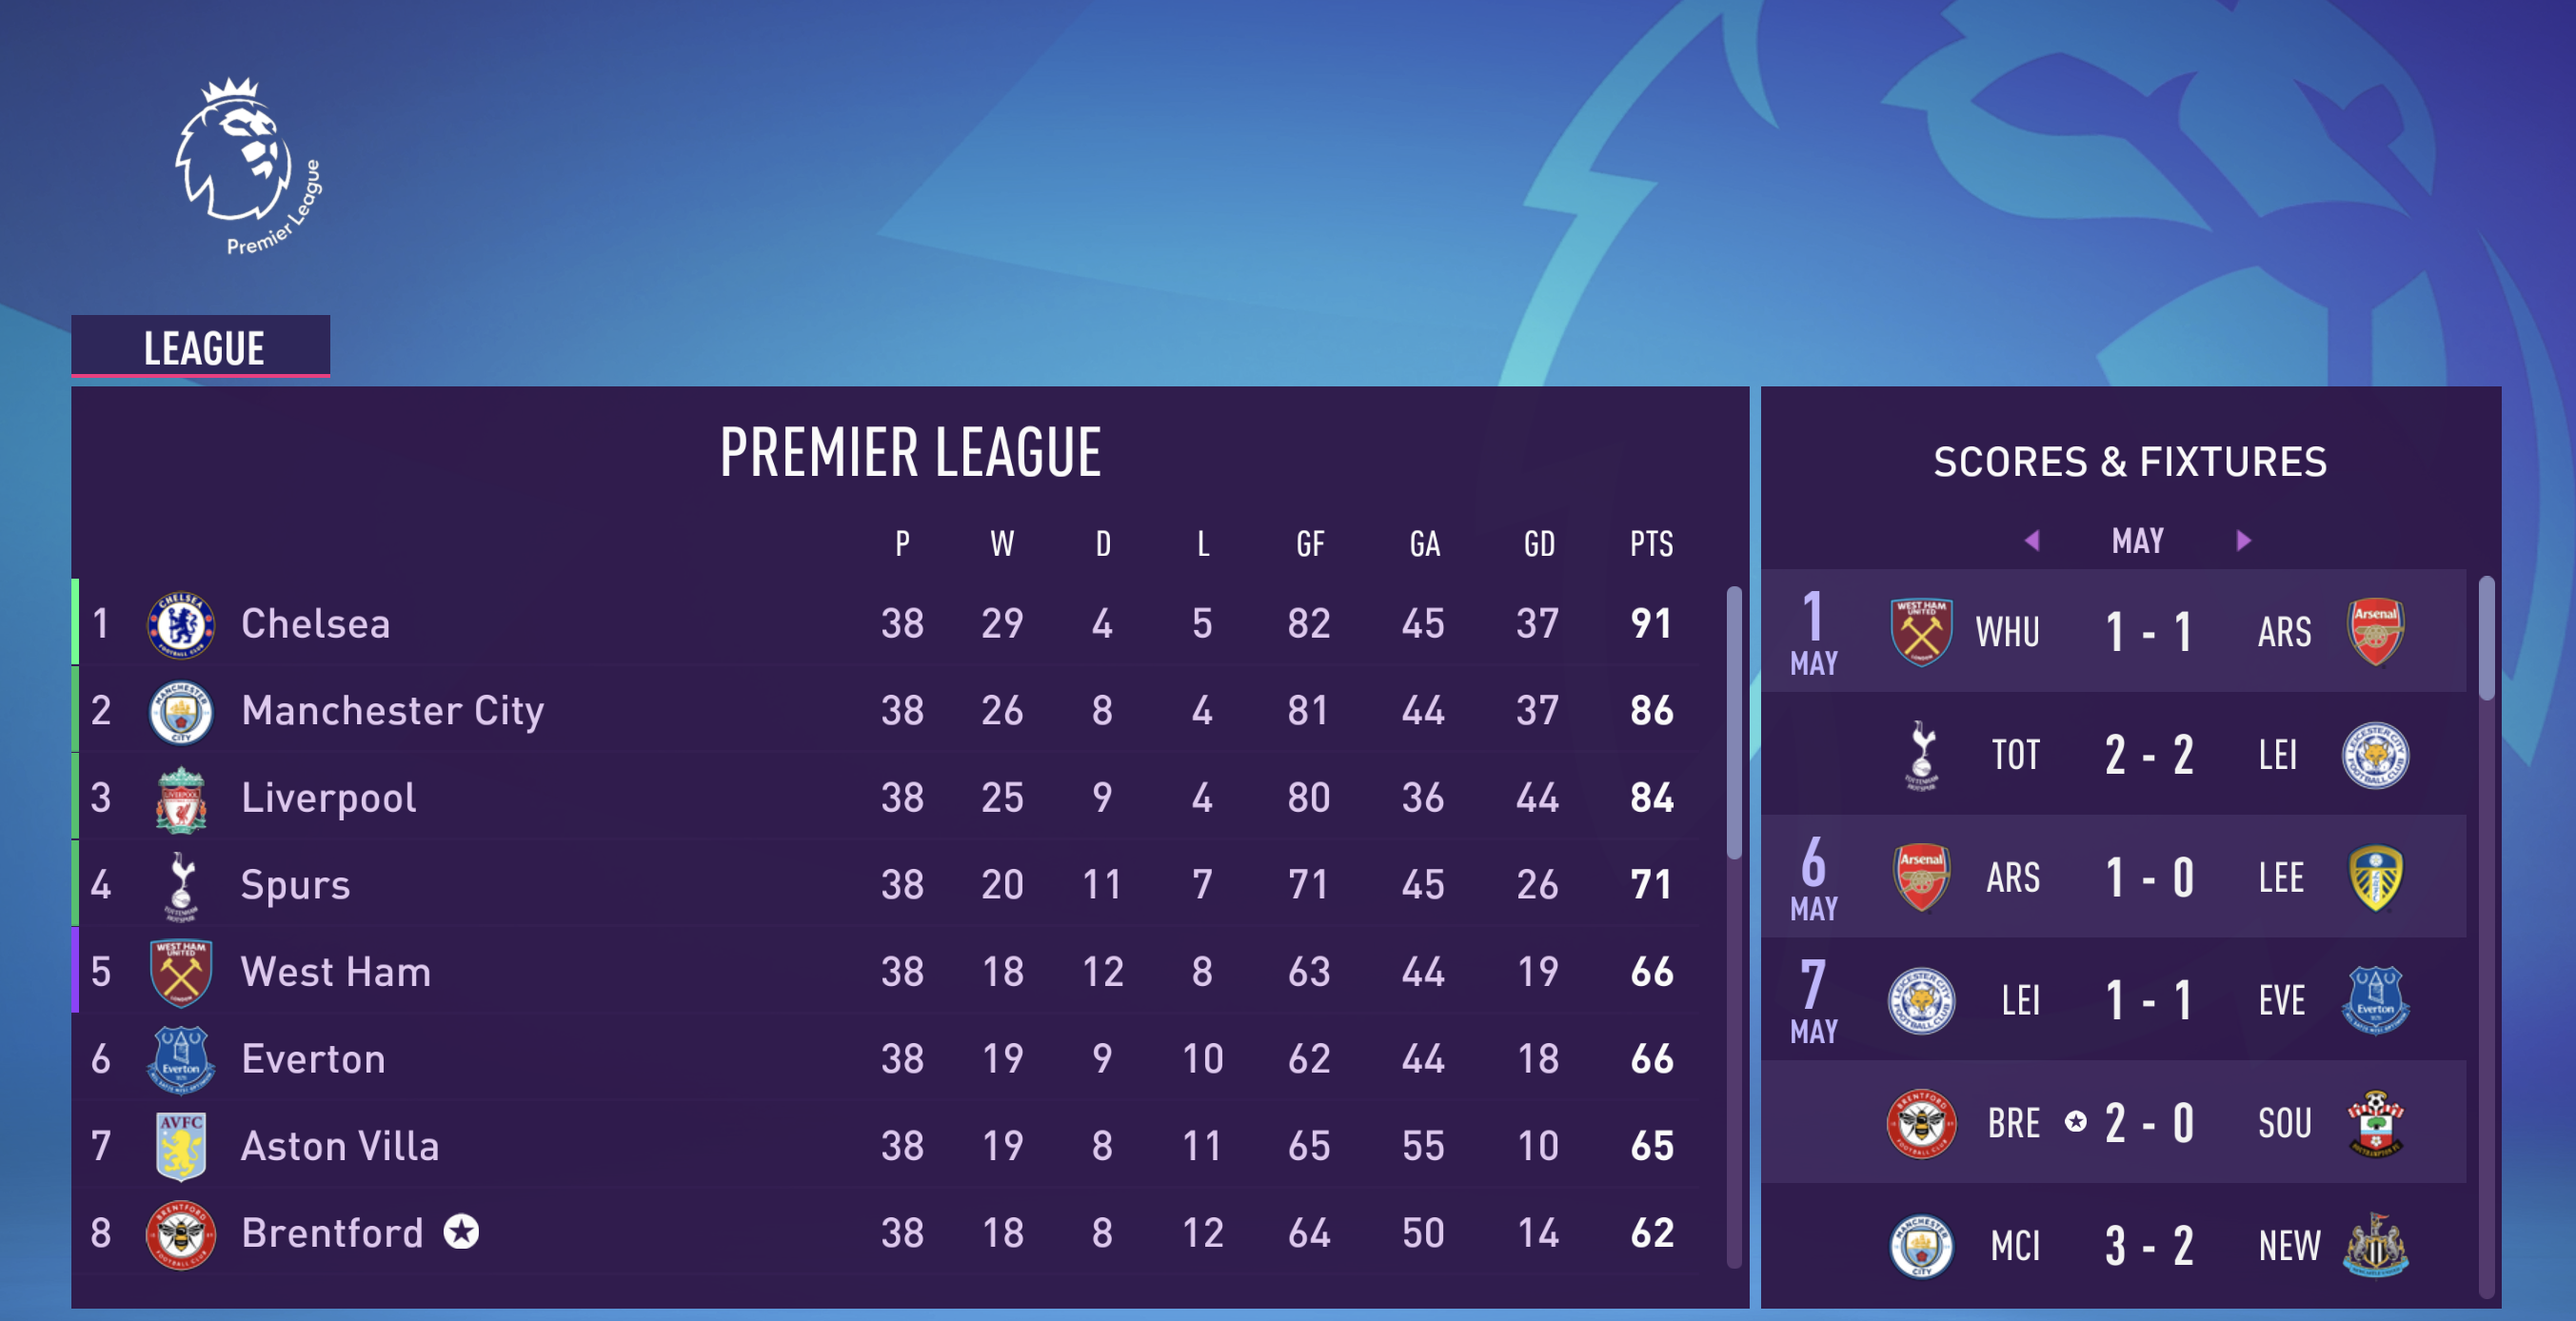 Premier League
LEAGUE
PREMIER LEAGUE
P W D L GF GA GD PTS
1 Chelsea 38 29 4 5 82 45 37 91
2 Manchester City 38 26 8 4 81 44 37 86
3 Liverpool 38 25 9 4 80 36 44 84
4 Spurs 38 20 11 7 71 45 26 71
5 West Ham 38 18 12 8 63 44 19 66
6 Everton 38 19 9 10 62 44 18 66
7 Aston Villa 38 19 8 11 65 55 10 65
8 Brentford 38 18 8 12 64 50 14 62
SCORES & FIXTURES
MAY
1 MAY WHU 1 - 1 ARS
TOT 2 - 2 LEI
6 MAY ARS 1 - 0 LEE
7 MAY LEI 1 - 1 EVE
BRE 2 - 0 SOU
MCI 3 - 2 NEW